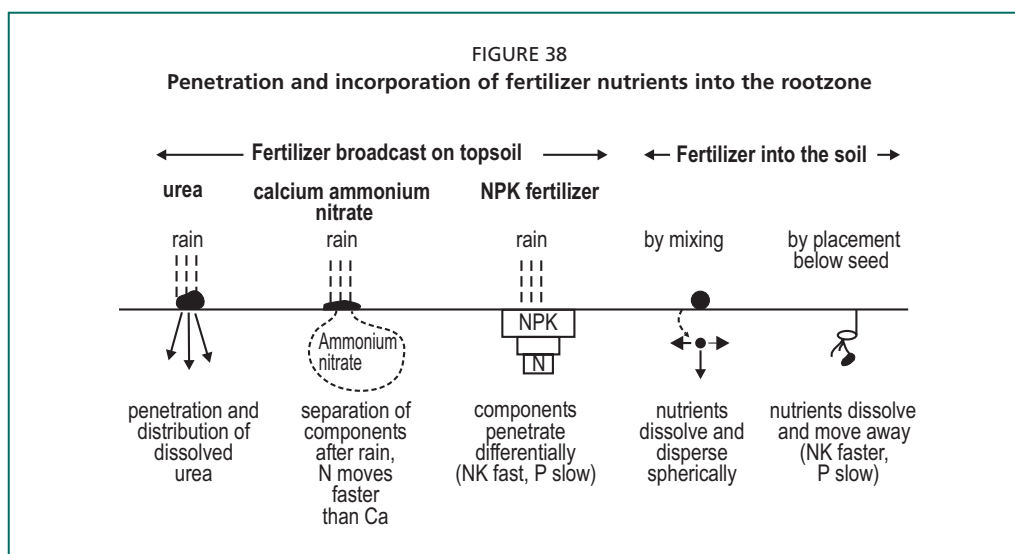 FIGURE 38
Penetration and incorporation of fertilizer nutrients into the rootzone
Fertilizer broadcast on topsoil
Fertilizer into the soil
urea
calcium ammonium
nitrate
NPK fertilizer
rain
rain
rain
by mixing
by placement
below seed
Ammonium
nitrate
NPK
N
penetration and
distribution of
dissolved
urea
separation of
components
after rain,
N moves
faster
than Ca
components
penetrate
differentially
(NK fast, P slow)
nutrients
dissolve and
disperse
spherically
nutrients dissolve
and move away
(NK faster,
P slow)